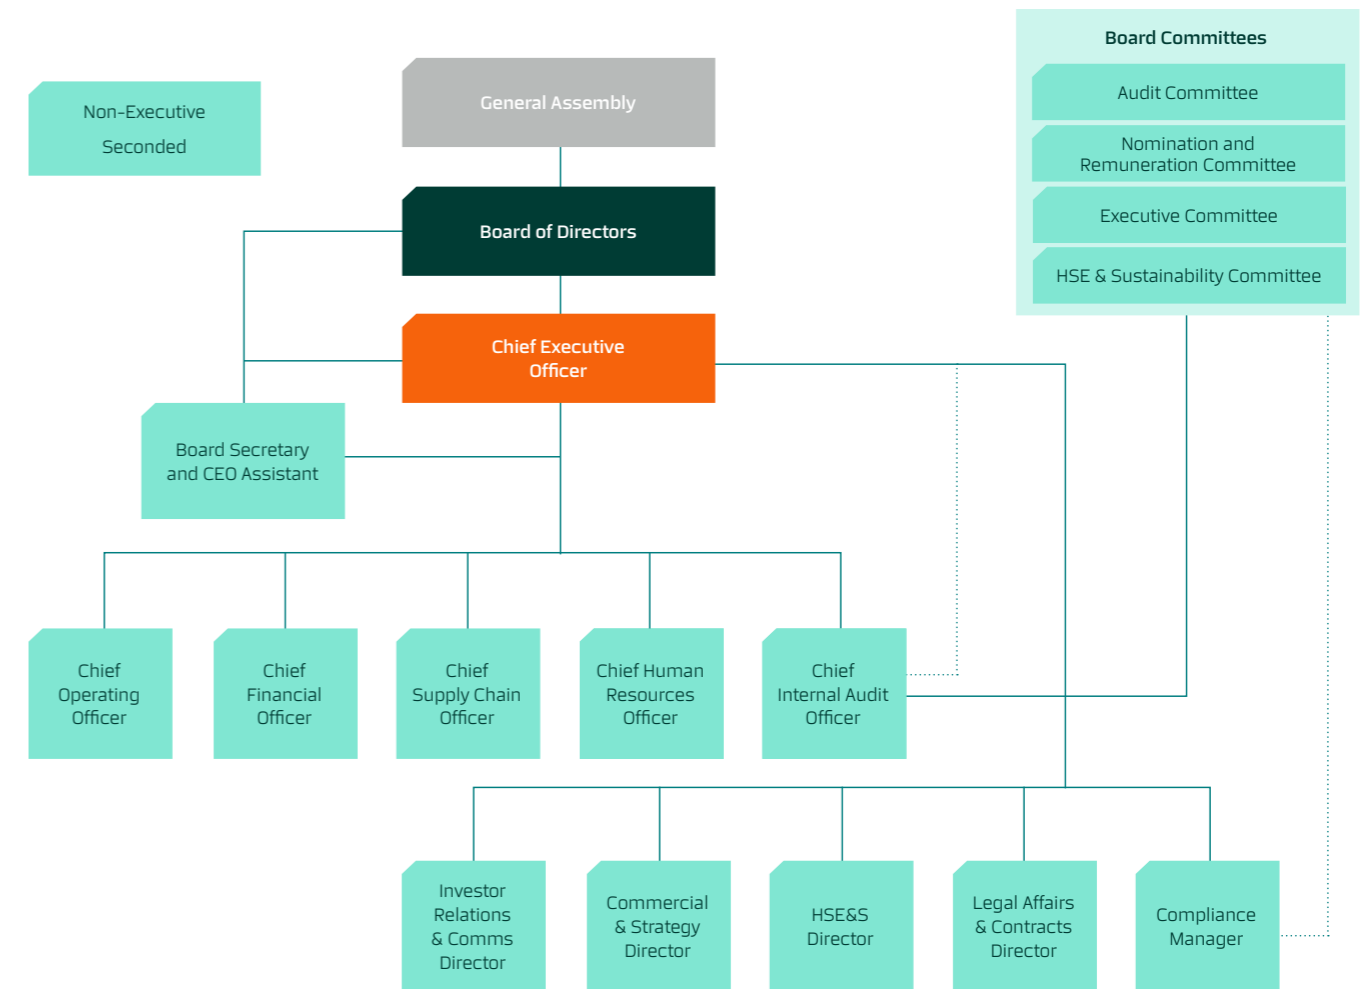 Non-Executive
Seconded
General Assembly
Board of Directors
Chief Executive
Officer
Board Secretary
and CEO Assistant
Board Committees
Audit Committee
Nomination and
Remuneration Committee
Executive Committee
HSE & Sustainability Committee
Chief
Operating
Officer
Chief
Financial
Officer
Chief
Supply Chain
Officer
Chief Human
Resources
Officer
Chief
Internal Audit
Officer
Investor
Relations
& Comms
Director
Commercial
& Strategy
Director
HSE&S
Director
Legal Affairs
& Contracts
Director
Compliance
Manager